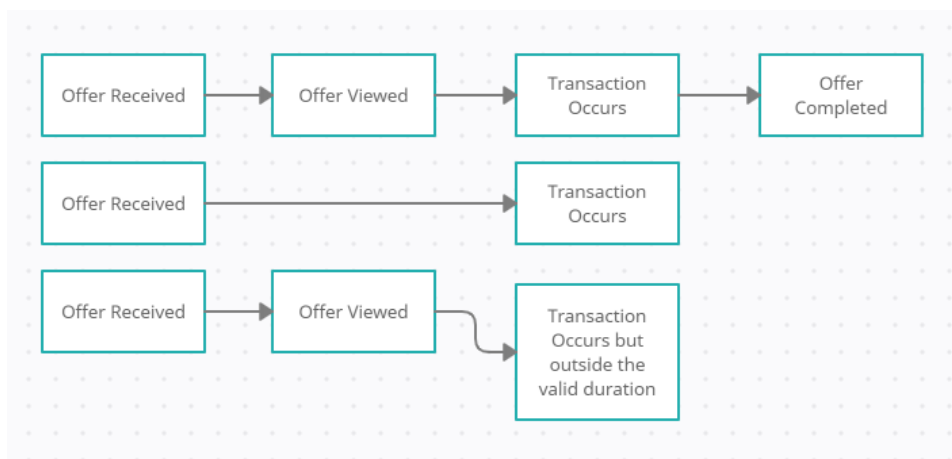 Offer Received
Offer Viewed
Transaction
Occurs
Offer
Completed
Offer Received
Transaction
Occurs
Offer Received
Offer Viewed
Transaction
Occurs but
outside the
valid duration